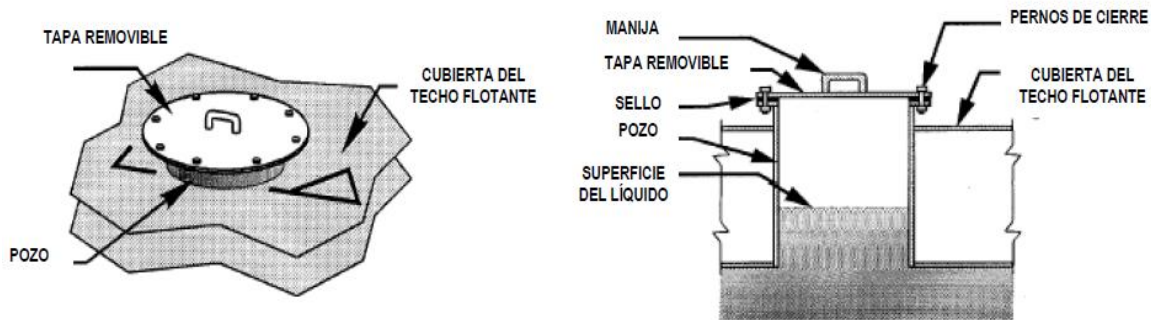 TAPA REMOVIBLE
CUBIERTA DEL
TECHO FLOTANTE
POZO
MANIJA
TAPA REMOVIBLE
SELLO
POZO
SUPERFICIE
DEL LÍQUIDO
PERNOS DE CIERRE
CUBIERTA DEL
TECHO FLOTANTE